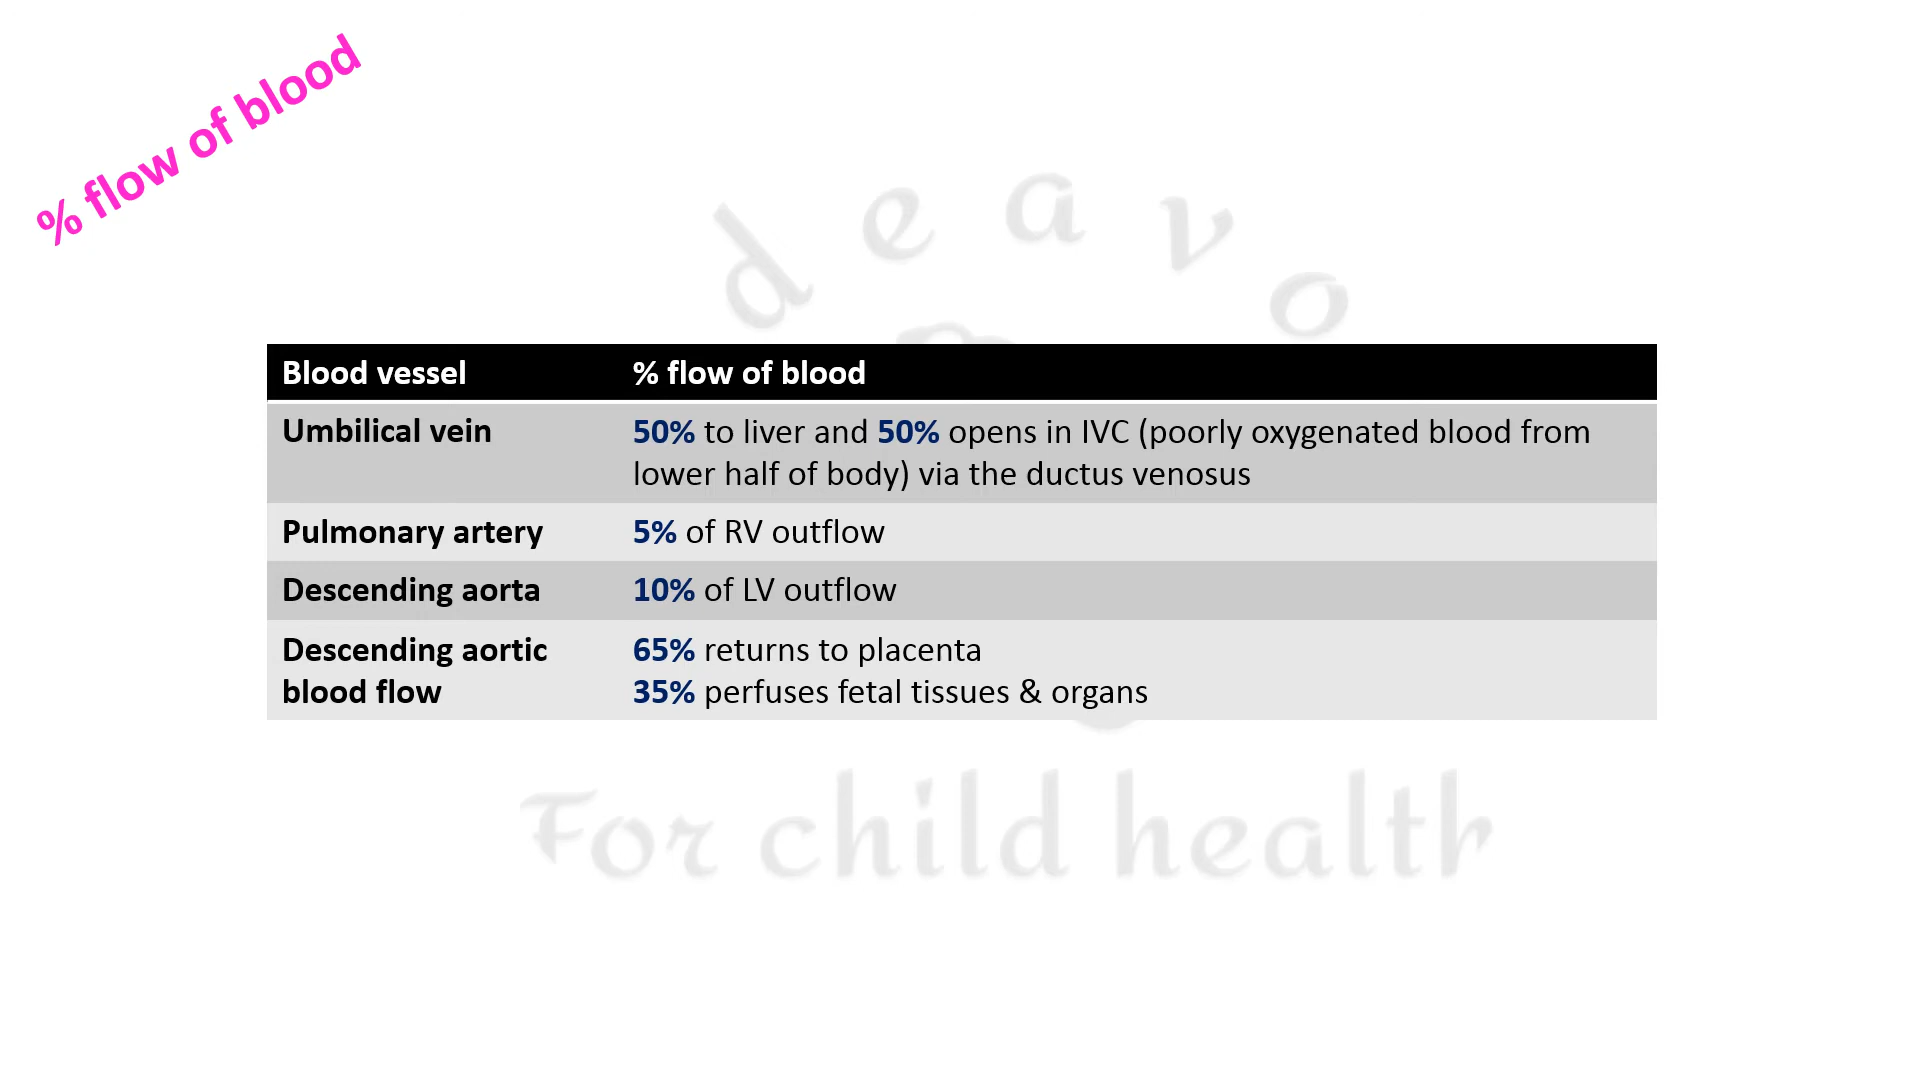 % flow of blood
deavo
Blood vessel % flow of blood
Umbilical vein 50% to liver and 50% opens in IVC (poorly oxygenated blood from
lower half of body) via the ductus venosus
Pulmonary artery 5% of RV outflow
Descending aorta 10% of LV outflow
Descending aortic 65% returns to placenta
blood flow 35% perfuses fetal tissues & organs
For child health